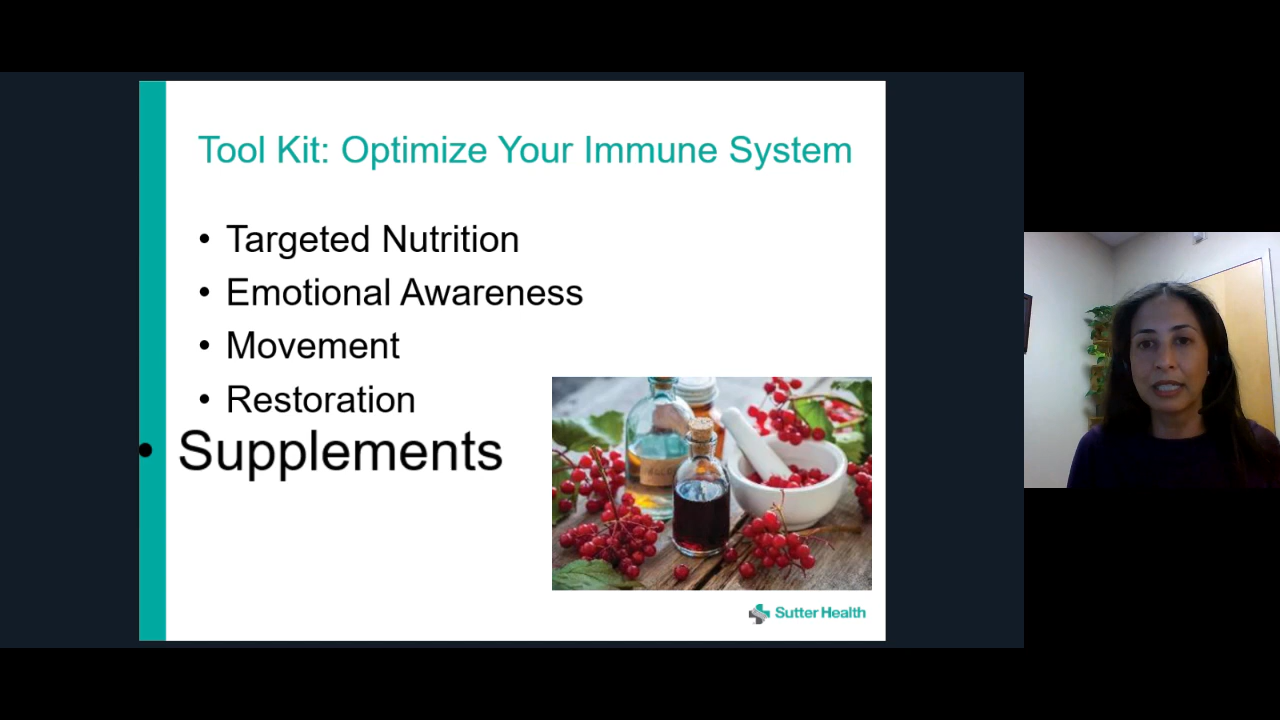 Tool Kit: Optimize Your Immune System
• Targeted Nutrition
• Emotional Awareness
• Movement
• Restoration
• Supplements
Sutter Health